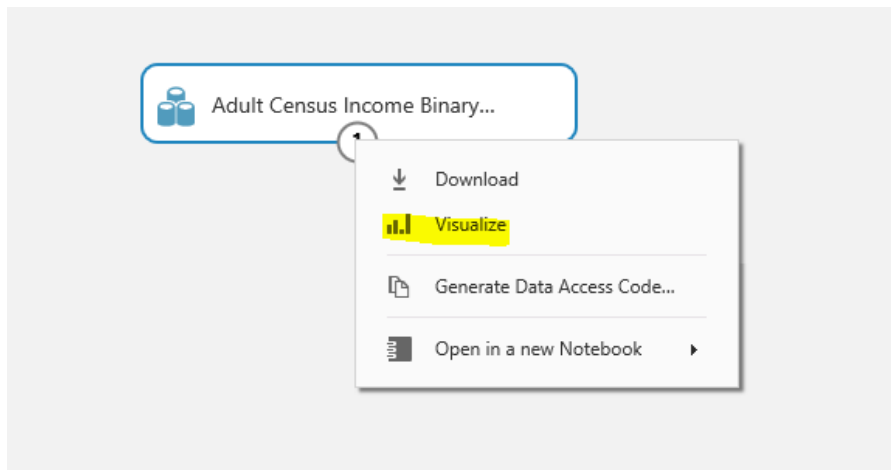 Adult Census Income Binary...
1
Download
Visualize
Generate Data Access Code...
Open in a new Notebook